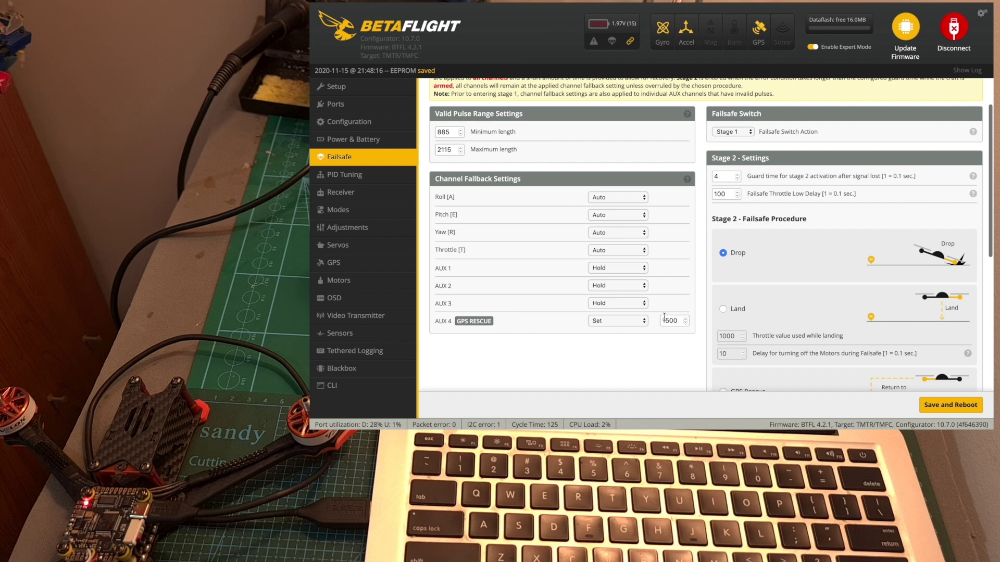 BETAFLIGHT
Configurator: 10.7.0
Firmware: BTFL 4.2.1
Target: TMTR/TMFC
1.97V (1S)
Gyro
Accel
Mag
Baro
GPS
Sonar
Dataflash: free 16.0MB
Enable Expert Mode
Update
Firmware
Disconnect
2020-11-15 @ 21:48:16 -- EEPROM saved
Show Log
Setup
Ports
Configuration
Power & Battery
Failsafe
PID Tuning
Receiver
Modes
Adjustments
Servos
GPS
Motors
OSD
Video Transmitter
Sensors
Tethered Logging
Blackbox
CLI
are applied to all channels and a short amount of time is provided to allow for recovery. Stage 2 is entered when the error condition takes longer than the configured guard time while the craft is
armed, all channels will remain at the applied channel fallback setting unless overruled by the chosen procedure.
Note: Prior to entering stage 1, channel fallback settings are also applied to individual AUX channels that have invalid pulses.
Valid Pulse Range Settings
885 Minimum length
2115 Maximum length
Channel Fallback Settings
Roll [A] Auto
Pitch [E] Auto
Yaw [R] Auto
Throttle [T] Auto
AUX 1 Hold
AUX 2 Hold
AUX 3 Hold
AUX 4 GPS RESCUE Set 1500
Failsafe Switch
Stage 1 Failsafe Switch Action
Stage 2 - Settings
4 Guard time for stage 2 activation after signal lost [1 = 0.1 sec.]
100 Failsafe Throttle Low Delay [1 = 0.1 sec.]
Stage 2 - Failsafe Procedure
Drop
Drop
Land
Land
1000 Throttle value used while landing
10 Delay for turning off the Motors during Failsafe [1 = 0.1 sec.]
GPS Rescue
Return to
Save and Reboot
Port utilization: D: 28% U: 1%
Packet error: 0
I2C error: 1
Cycle Time: 125
CPU Load: 2%
Firmware: BTFL 4.2.1, Target: TMTR/TMFC, Configurator: 10.7.0 (4f646390)
1 2 3 4 5
sandy
Cuttin
esc F1 F2 F3 F4 F5 F6 F7 F8 F9 F10 F11 F12
~ ! 1 @ 2 # 3 $ 4 % 5 ^ 6 & 7 * 8 ( 9 ) 0 _ - + = delete
tab Q W E R T Y U I O P { [ } ] | \
caps lock A S D F G H J K L : ; " ' enter return
shift Z X C V B N M < > ?